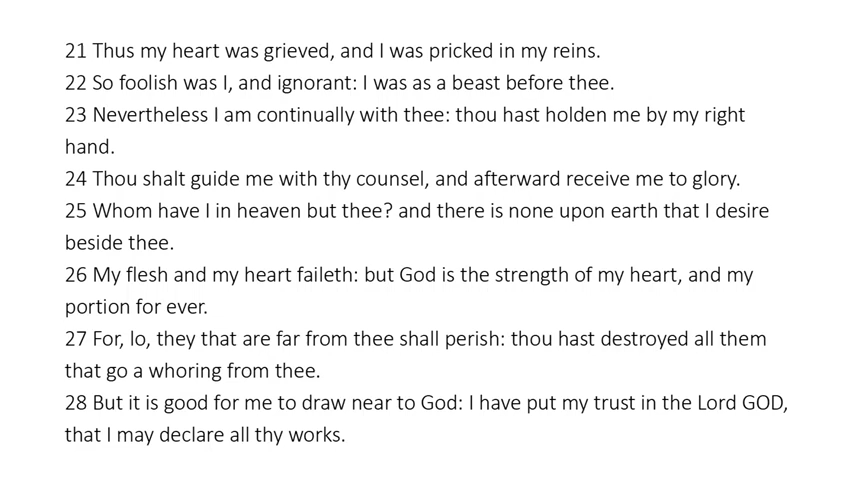 21 Thus my heart was grieved, and I was pricked in my reins.
22 So foolish was I, and ignorant: I was as a beast before thee.
23 Nevertheless I am continually with thee: thou hast holden me by my right
hand.
24 Thou shalt guide me with thy counsel, and afterward receive me to glory.
25 Whom have I in heaven but thee? and there is none upon earth that I desire
beside thee.
26 My flesh and my heart faileth: but God is the strength of my heart, and my
portion for ever.
27 For, lo, they that are far from thee shall perish: thou hast destroyed all them
that go a whoring from thee.
28 But it is good for me to draw near to God: I have put my trust in the Lord GOD,
that I may declare all thy works.